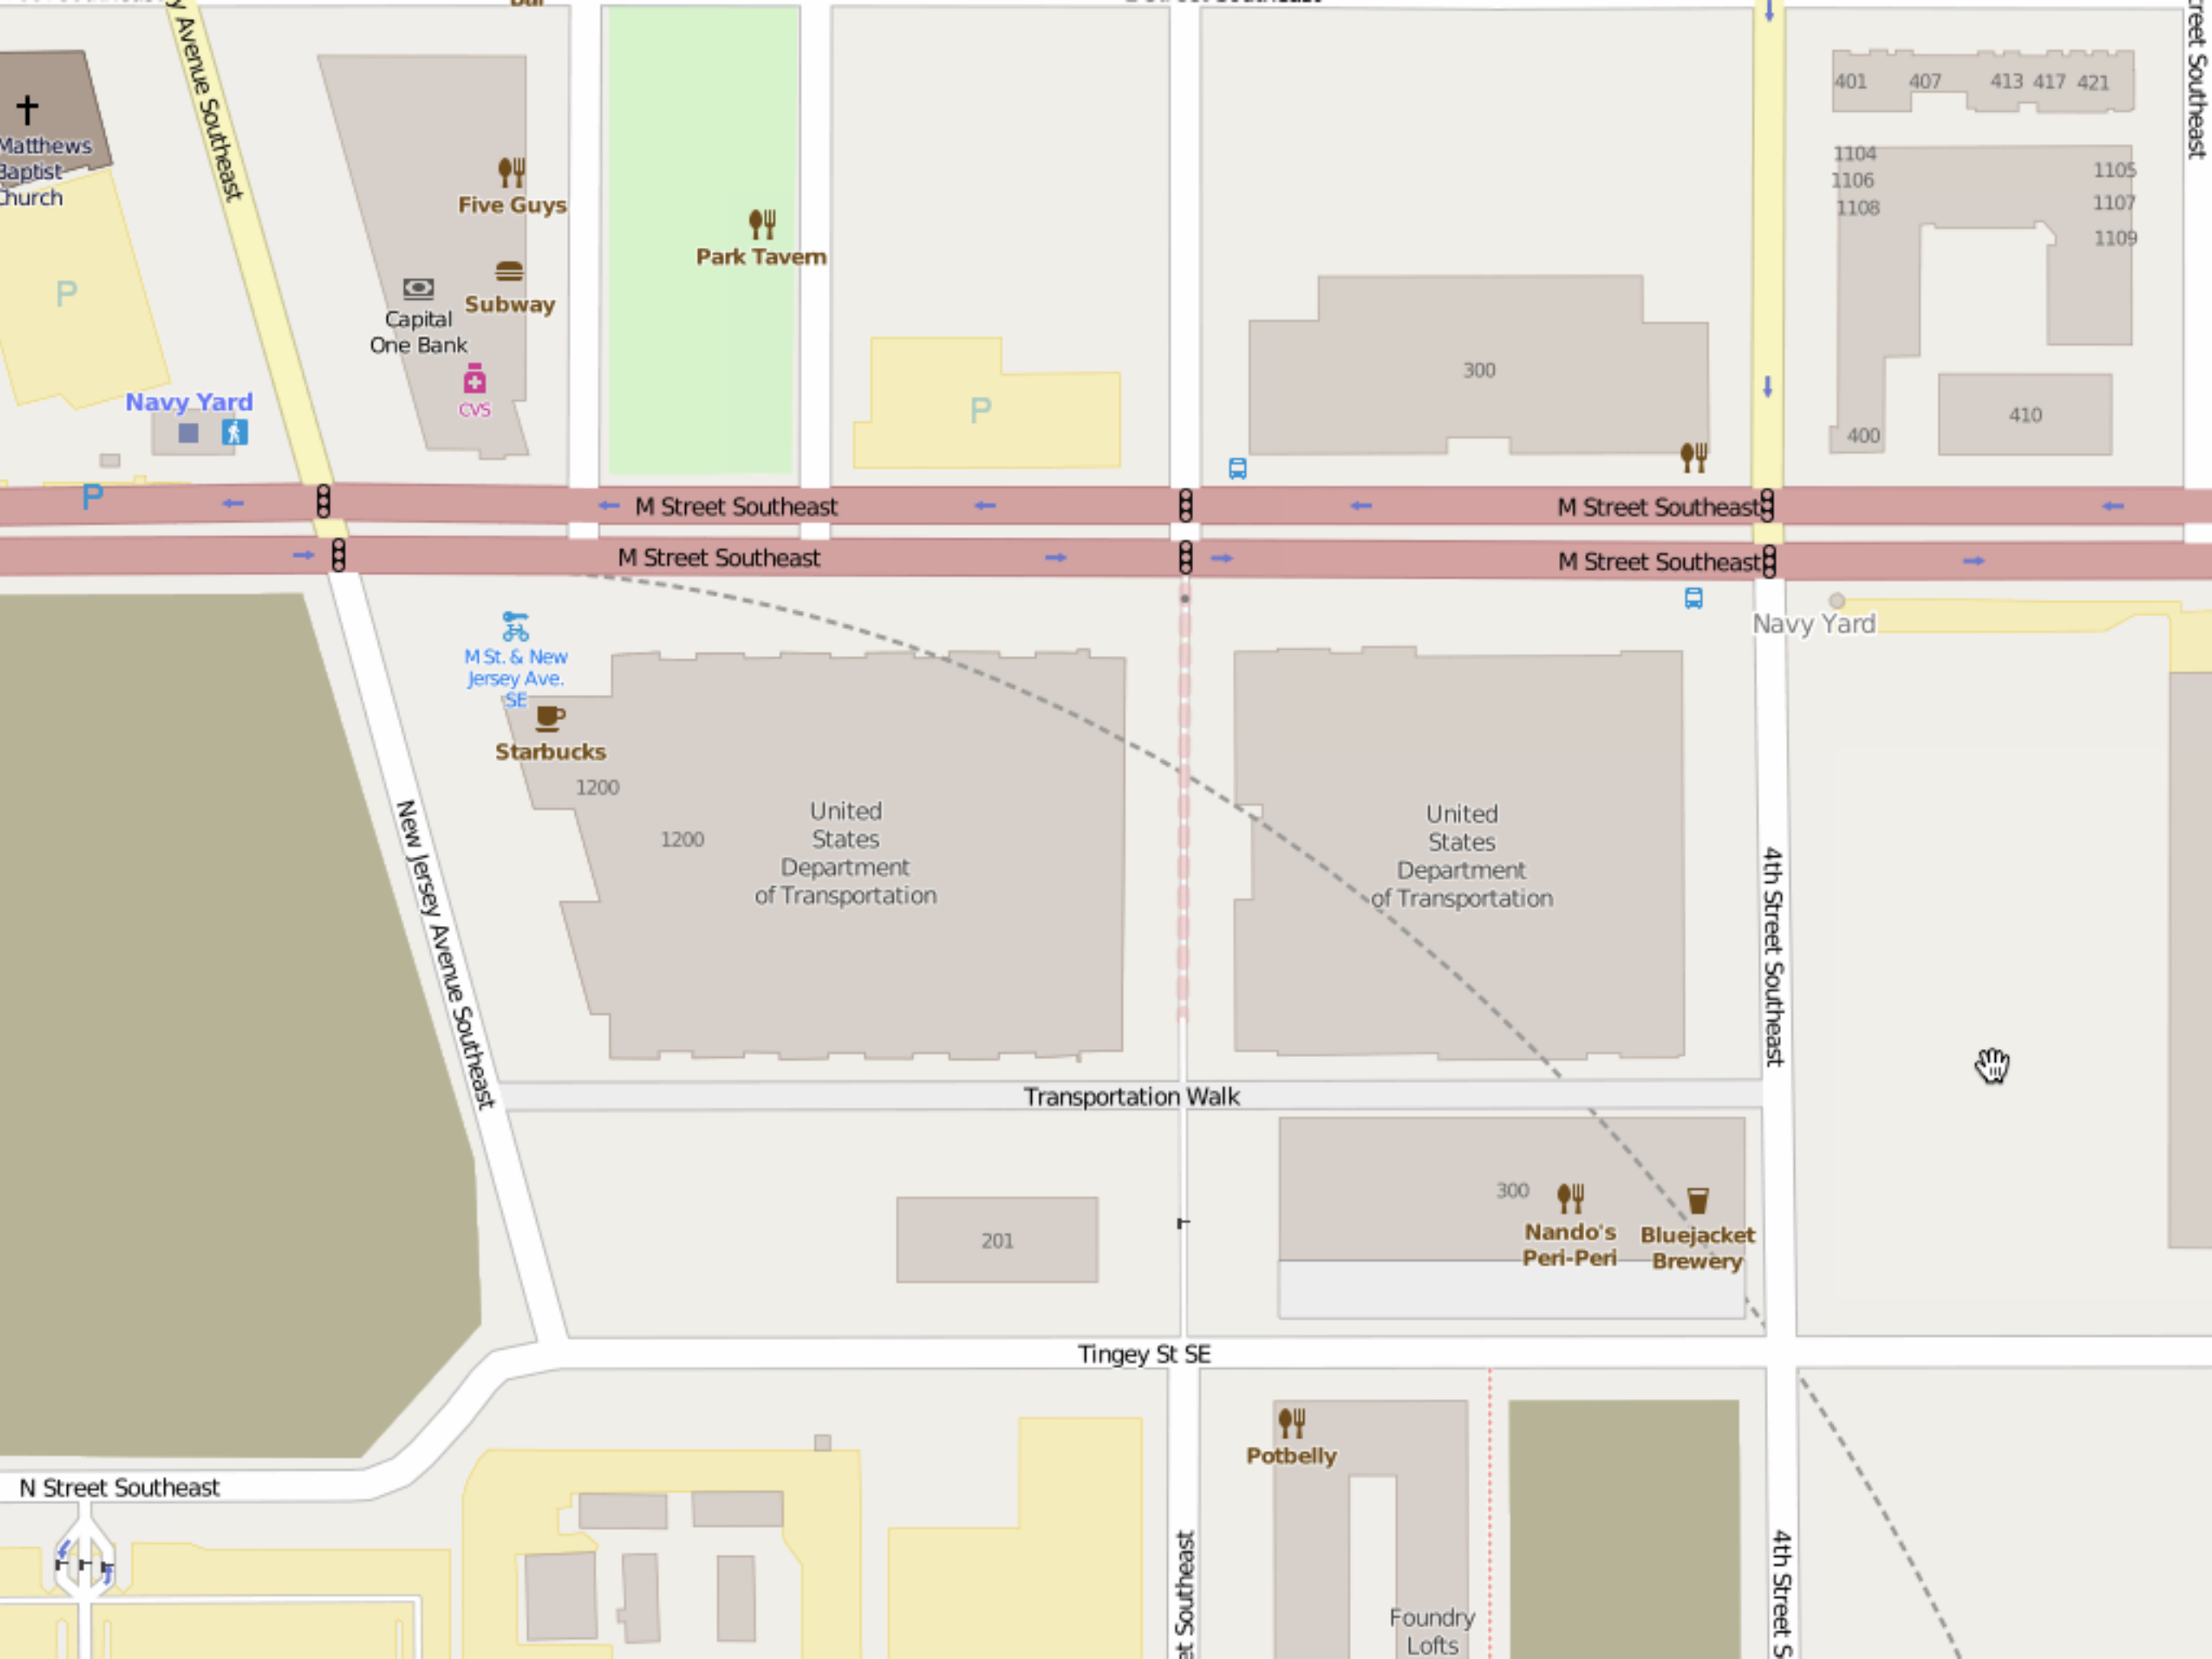 Avenue Southeast
401
407
413
417
421
Matthews
Baptist
Church
1104
1106
1108
1105
1107
1109
Five Guys
Park Tavern
P
Subway
Capital
One Bank
CVS
Navy Yard
P
300
410
400
P
M Street Southeast
M Street Southeast
M Street Southeast
M Street Southeast
Navy Yard
M St. & New
Jersey Ave.
SE
Starbucks
1200
1200
United
States
Department
of Transportation
United
States
Department
of Transportation
New Jersey Avenue Southeast
4th Street Southeast
Transportation Walk
201
300
Nando's
Peri-Peri
Bluejacket
Brewery
Tingey St SE
Potbelly
N Street Southeast
Southeast
Foundry
Lofts
4th Street S